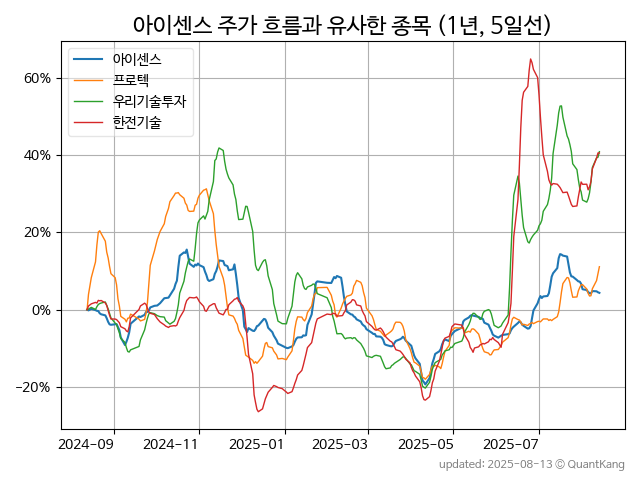 아이센스 주가 흐름과 유사한 종목 (1년, 5일선)
아이센스
프로텍
우리기술투자
한전기술
60%
40%
20%
0%
−20%
2024-09 2024-11 2025-01 2025-03 2025-05 2025-07
updated: 2025-08-13 © QuantKang